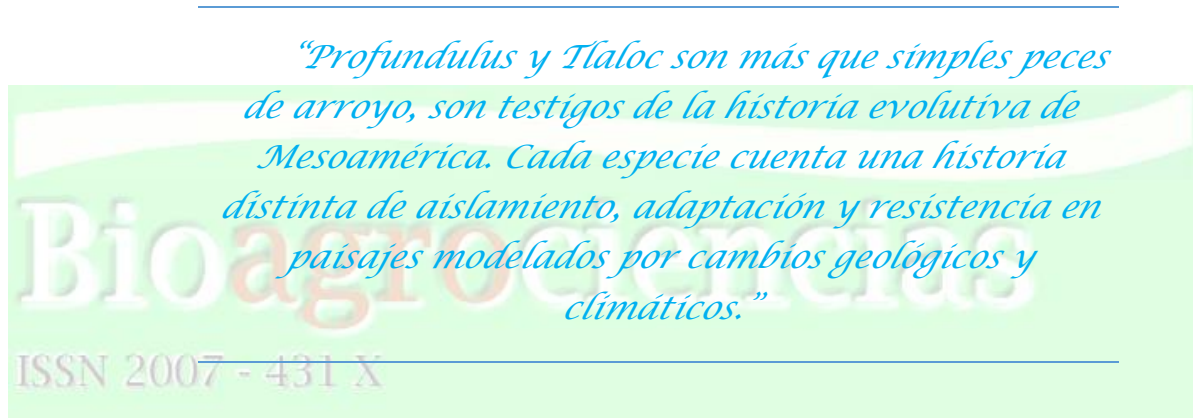 “Profundulus y Tlaloc son más que simples peces
de arroyo, son testigos de la historia evolutiva de
Mesoamérica. Cada especie cuenta una historia
distinta de aislamiento, adaptación y resistencia en
paisajes modelados por cambios geológicos y
climáticos.”
Bioagrociencias
ISSN 2007 - 431 X